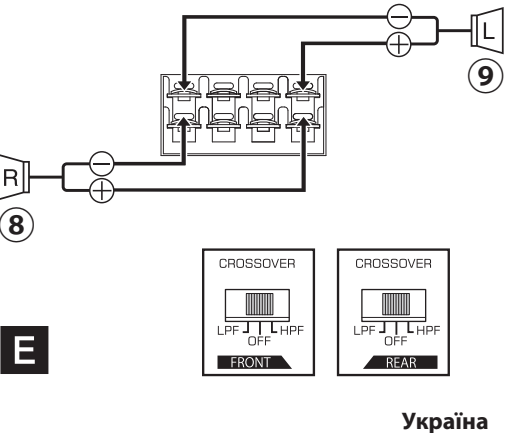 − L
+
⑨
R −
+
⑧
CROSSOVER CROSSOVER
LPF HPF LPF HPF
OFF OFF
FRONT REAR
E
Україна